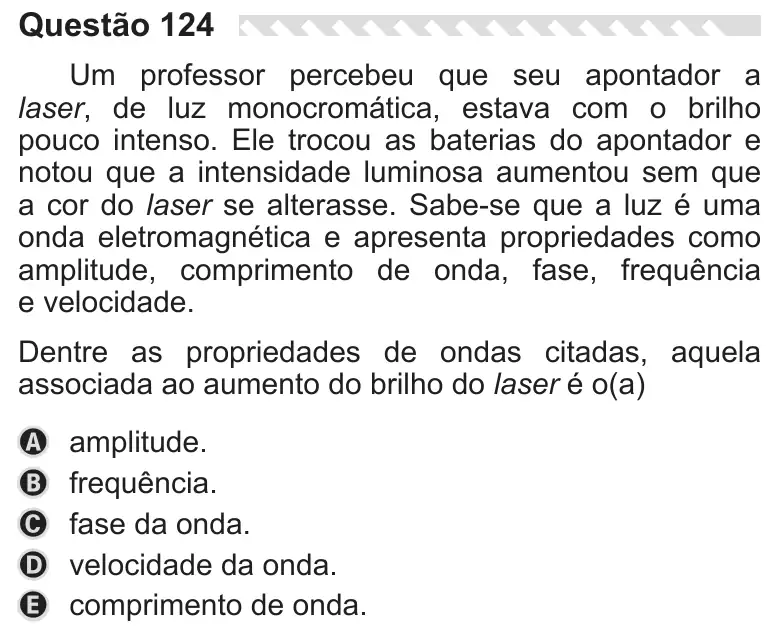 Questão 124
Um professor percebeu que seu apontador a
laser, de luz monocromática, estava com o brilho
pouco intenso. Ele trocou as baterias do apontador e
notou que a intensidade luminosa aumentou sem que
a cor do laser se alterasse. Sabe-se que a luz é uma
onda eletromagnética e apresenta propriedades como
amplitude, comprimento de onda, fase, frequência
e velocidade.
Dentre as propriedades de ondas citadas, aquela
associada ao aumento do brilho do laser é o(a)
A amplitude.
B frequência.
C fase da onda.
D velocidade da onda.
E comprimento de onda.